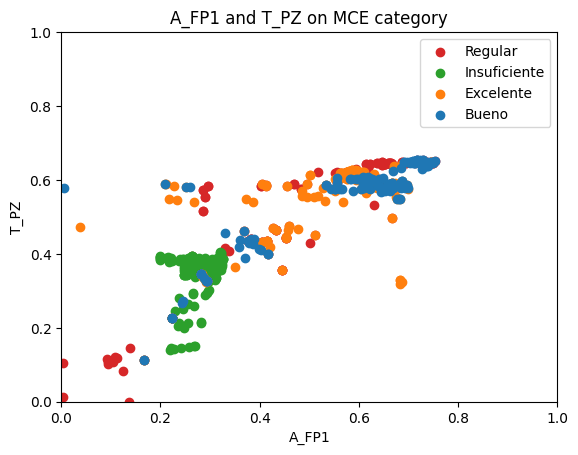 A_FP1 and T_PZ on MCE category
1.0
0.8
0.6
0.4
0.2
0.0
T_PZ
Regular
Insuficiente
Excelente
Bueno
0.0 0.2 0.4 0.6 0.8 1.0
A_FP1